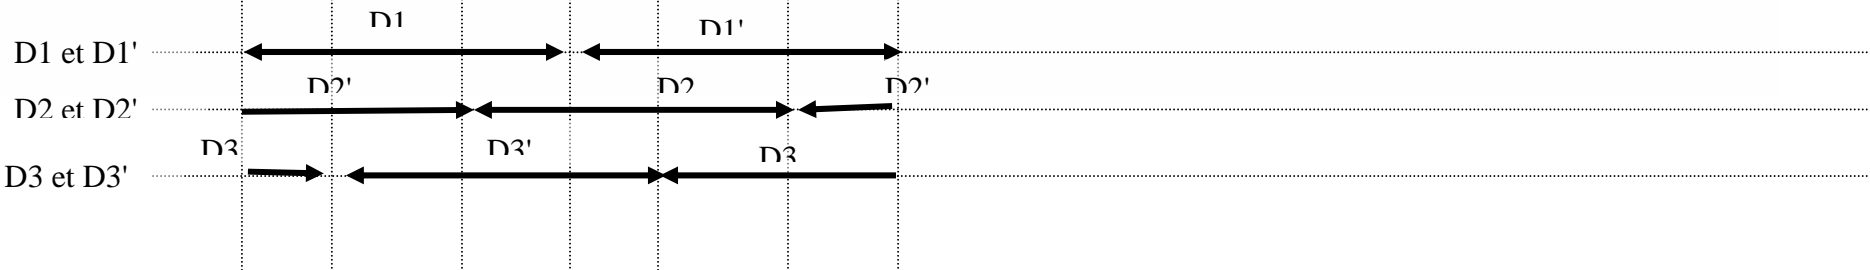 D1 D1'
D1 et D1'
D2' D2 D2'
D2 et D2'
D3 D3' D3
D3 et D3'